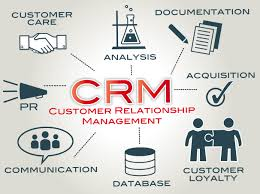 CUSTOMER
CARE
DOCUMENTATION
ANALYSIS
CRM
CUSTOMER RELATIONSHIP
MANAGEMENT
ACQUISITION
PR
COMMUNICATION
DATABASE
CUSTOMER
LOYALTY